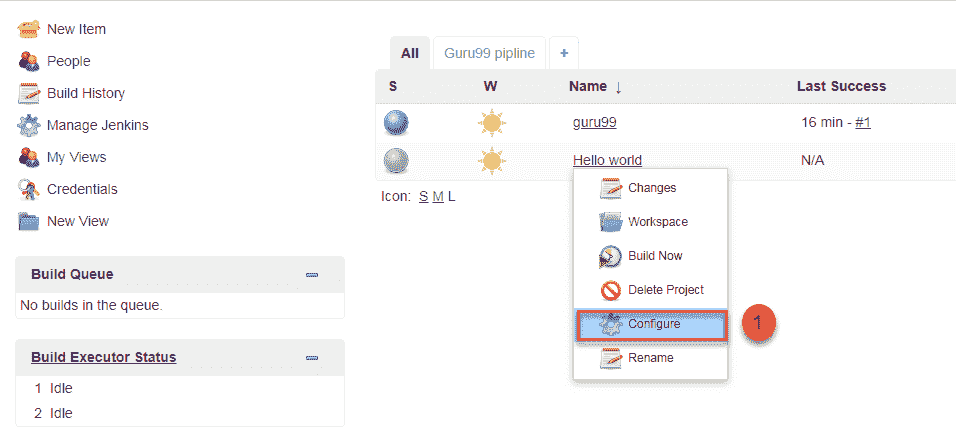 New Item
People
Build History
Manage Jenkins
My Views
Credentials
New View
Build Queue
No builds in the queue.
Build Executor Status
1 Idle
2 Idle
All Guru99 pipline +
S W Name ↓ Last Success
guru99 16 min - #1
Hello world N/A
Icon: S M L
Changes
Workspace
Build Now
Delete Project
Configure 1
Rename